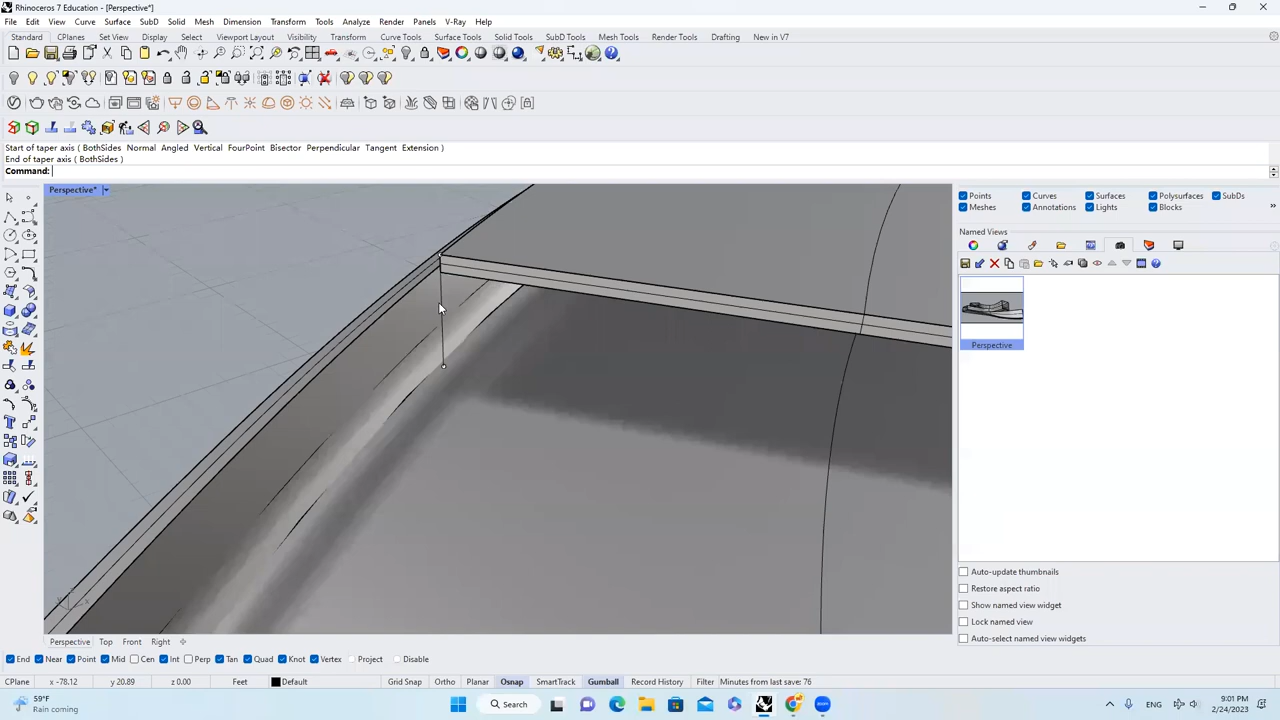 Rhinoceros 7 Education - [Perspective*]
File Edit View Curve Surface SubD Solid Mesh Dimension Transform Tools Analyze Render Panels V-Ray Help
Standard CPlanes Set View Display Select Viewport Layout Visibility Transform Curve Tools Surface Tools Solid Tools SubD Tools Mesh Tools Render Tools Drafting New in V7
Start of taper axis ( BothSides Normal Angled Vertical FourPoint Bisector Perpendicular Tangent Extension )
End of taper axis ( BothSides )
Command:
Perspective*
Points Curves Surfaces Polysurfaces SubDs
Meshes Annotations Lights Blocks
Named Views
Perspective
Auto-update thumbnails
Restore aspect ratio
Show named view widget
Lock named view
Auto-select named view widgets
Perspective Top Front Right
End Near Point Mid Cen Int Perp Tan Quad Knot Vertex Project Disable
CPlane x -78.12 y 20.89 z 0.00 Feet Default Grid Snap Ortho Planar Osnap SmartTrack Gumball Record History Filter Minutes from last save: 76
59°F
Rain coming
Search
ENG
9:01 PM
2/24/2023